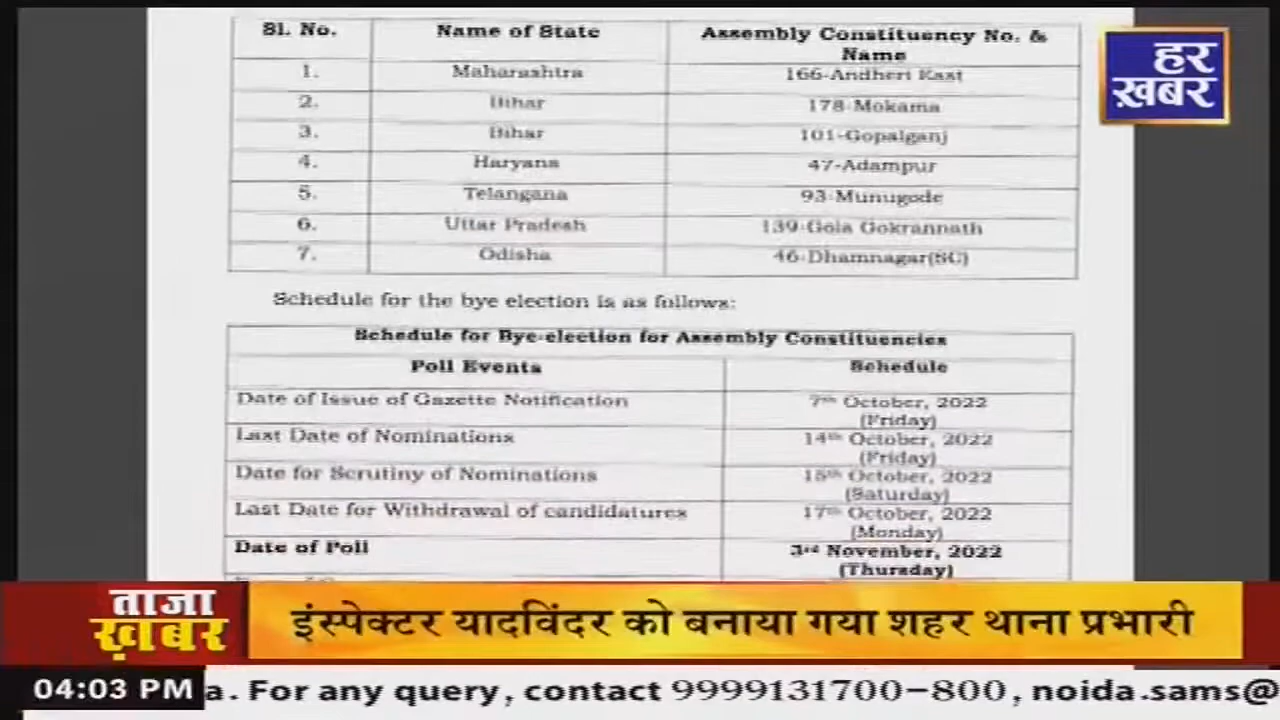 Sl. No. Name of State Assembly Constituency No. & Name
1. Maharashtra 166-Andheri East
2. Bihar 178-Mokama
3. Bihar 101-Gopalganj
4. Haryana 47-Adampur
5. Telangana 93-Munugode
6. Uttar Pradesh 139-Gola Gokrannath
7. Odisha 46-Dhamnagar(SC)
हर ख़बर
Schedule for the bye election is as follows:
Schedule for Bye-election for Assembly Constituencies
Poll Events Schedule
Date of Issue of Gazette Notification 7th October, 2022 (Friday)
Last Date of Nominations 14th October, 2022 (Friday)
Date for Scrutiny of Nominations 15th October, 2022 (Saturday)
Last Date for Withdrawal of candidatures 17th October, 2022 (Monday)
Date of Poll 3rd November, 2022 (Thursday)
ताजा ख़बर
इंस्पेक्टर यादविंदर को बनाया गया शहर थाना प्रभारी
04:03 PM a. For any query, contact 9999131700-800, noida.sams@